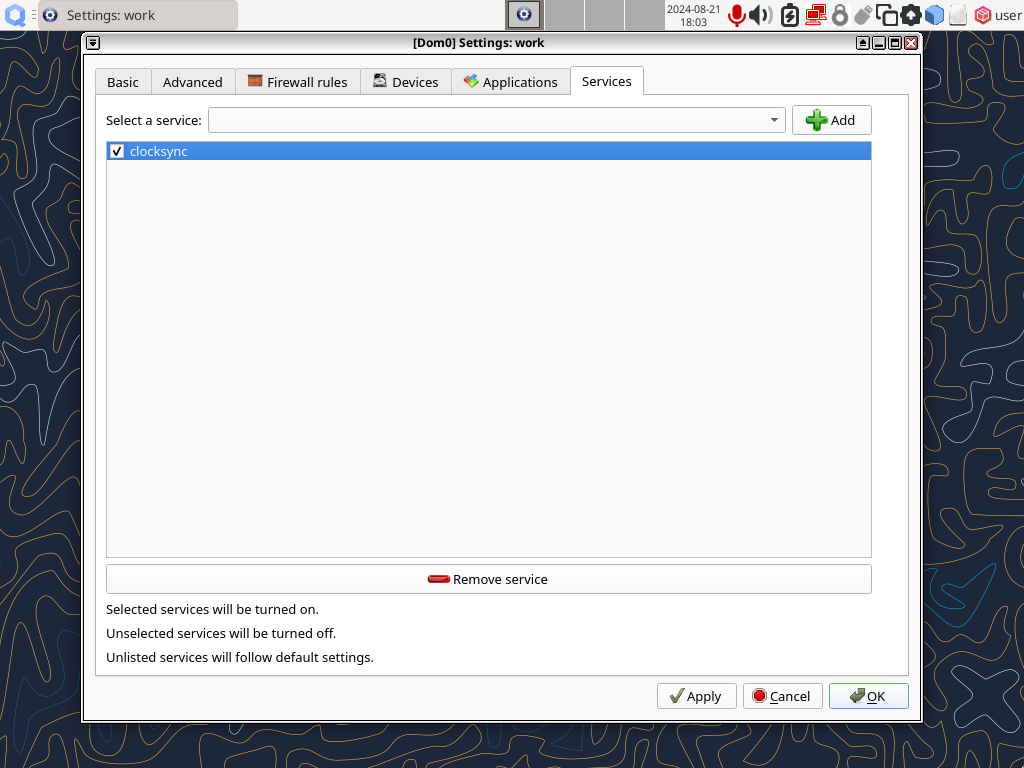 Settings: work
2024-08-21
18:03
user
[Dom0] Settings: work
Basic
Advanced
Firewall rules
Devices
Applications
Services
Select a service:
Add
clocksync
Remove service
Selected services will be turned on.
Unselected services will be turned off.
Unlisted services will follow default settings.
Apply
Cancel
OK